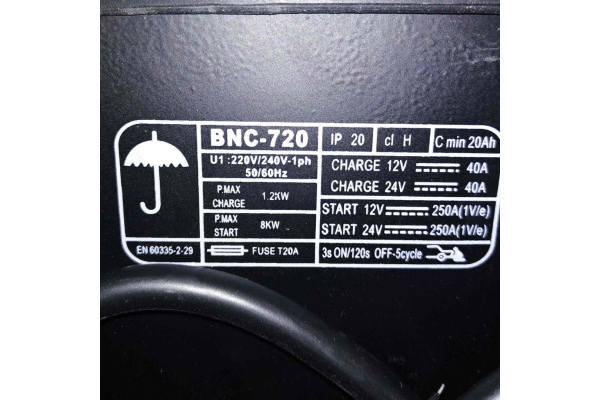 BNC-720
U1:220V/240V-1ph
50/60Hz
P.MAX
CHARGE 1.2KW
P.MAX
START 8KW
EN 60335-2-29
FUSE T20A
IP 20 cl H C min 20Ah
CHARGE 12V 40A
CHARGE 24V 40A
START 12V 250A(1V/e)
START 24V 250A(1V/e)
3s ON/120s OFF-5cycle